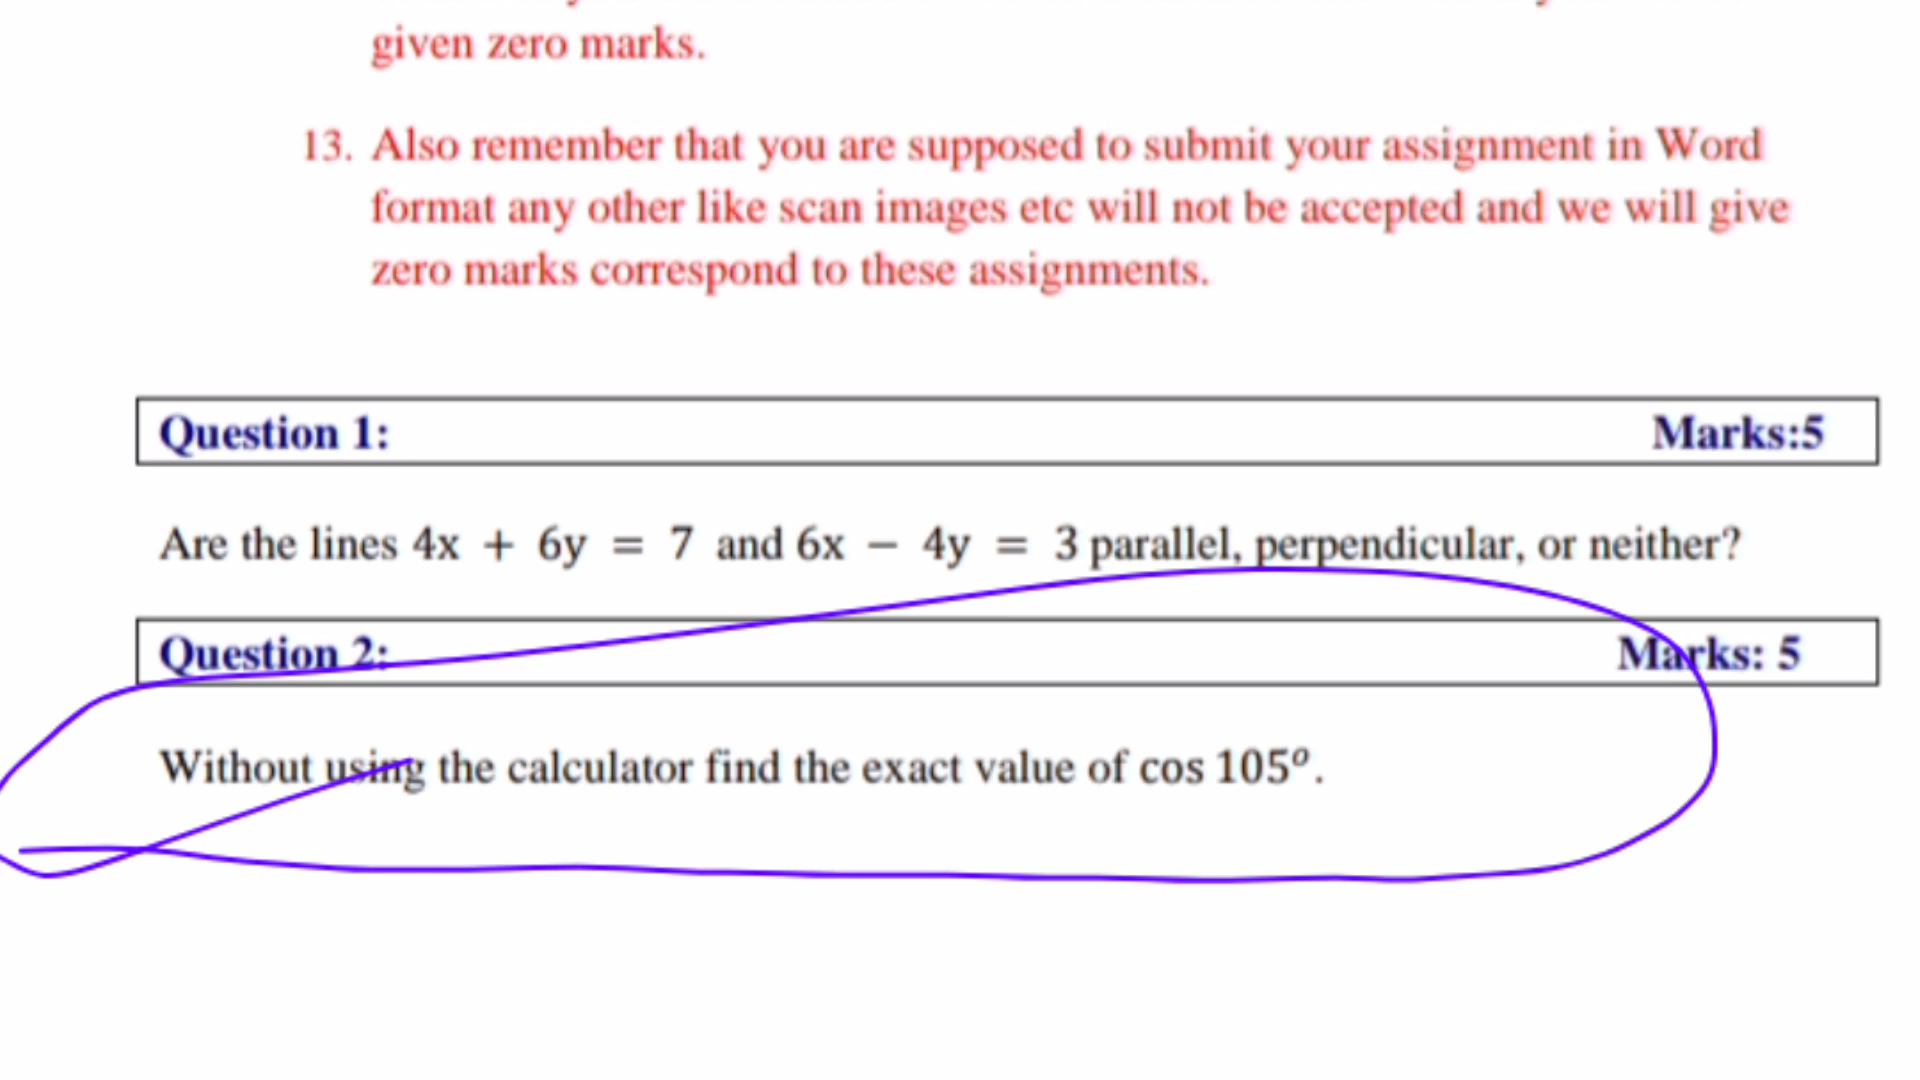 given zero marks.
13. Also remember that you are supposed to submit your assignment in Word
format any other like scan images etc will not be accepted and we will give
zero marks correspond to these assignments.
Question 1: Marks:5
Are the lines 4x + 6y = 7 and 6x − 4y = 3 parallel, perpendicular, or neither?
Question 2: Marks: 5
Without using the calculator find the exact value of cos 105º.